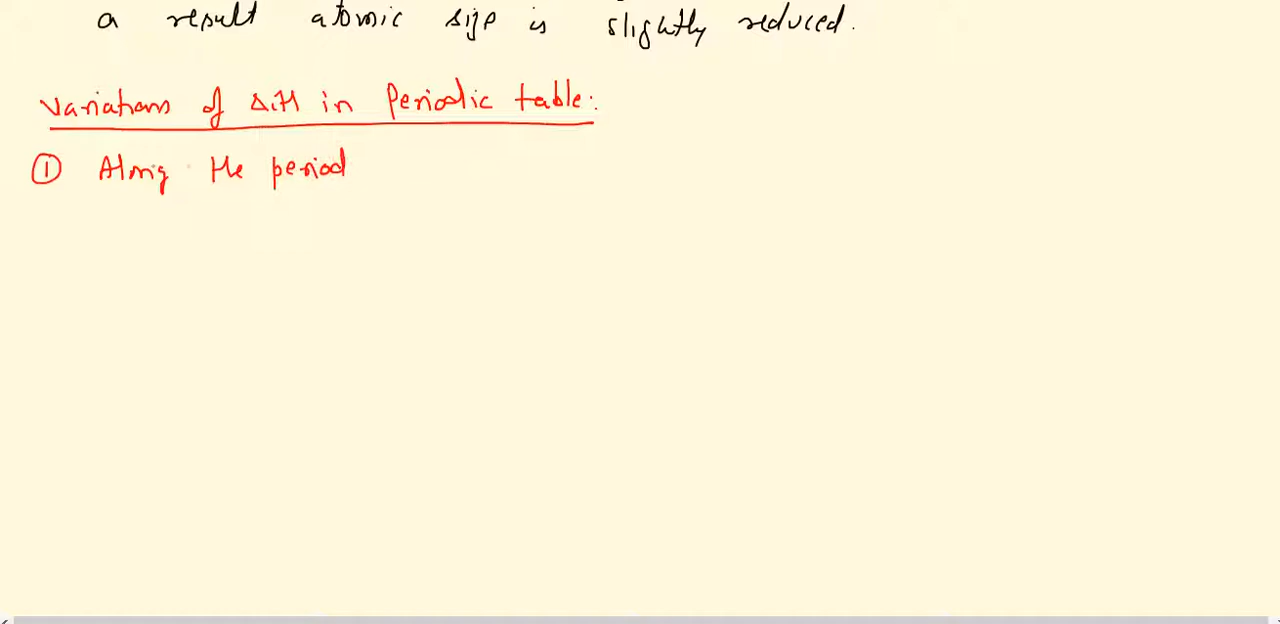 a result atomic size is slightly reduced.
Variations of ΔiH in Periodic table:
① Along the period